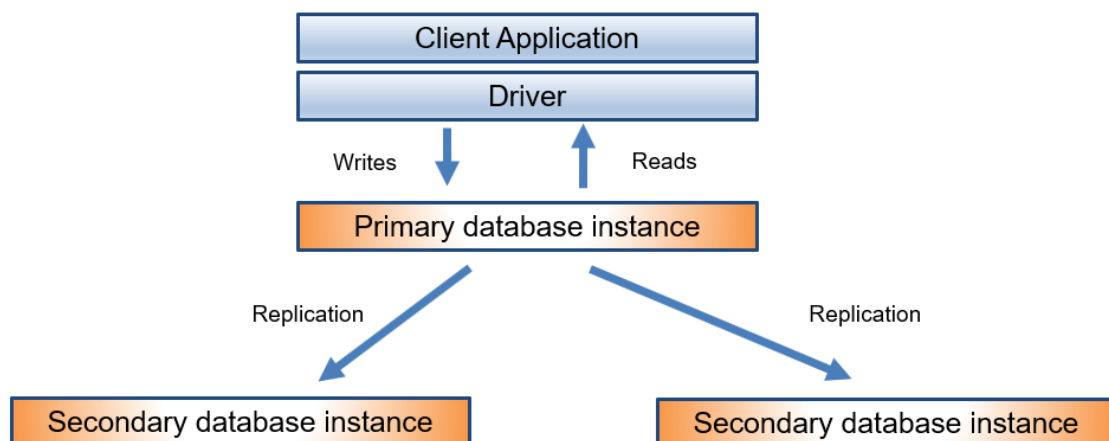 Client Application
Driver
Writes
Reads
Primary database instance
Replication
Replication
Secondary database instance
Secondary database instance